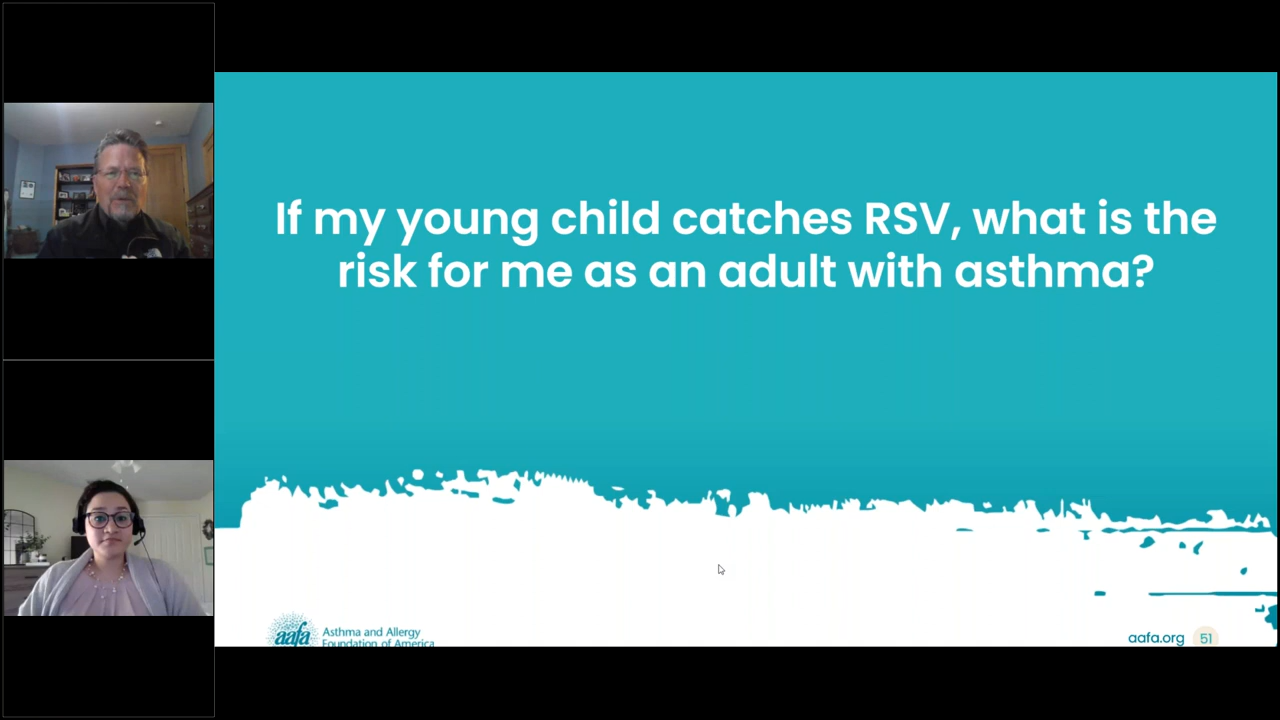 If my young child catches RSV, what is the
risk for me as an adult with asthma?
aafa
Asthma and Allergy
Foundation of America
aafa.org 51